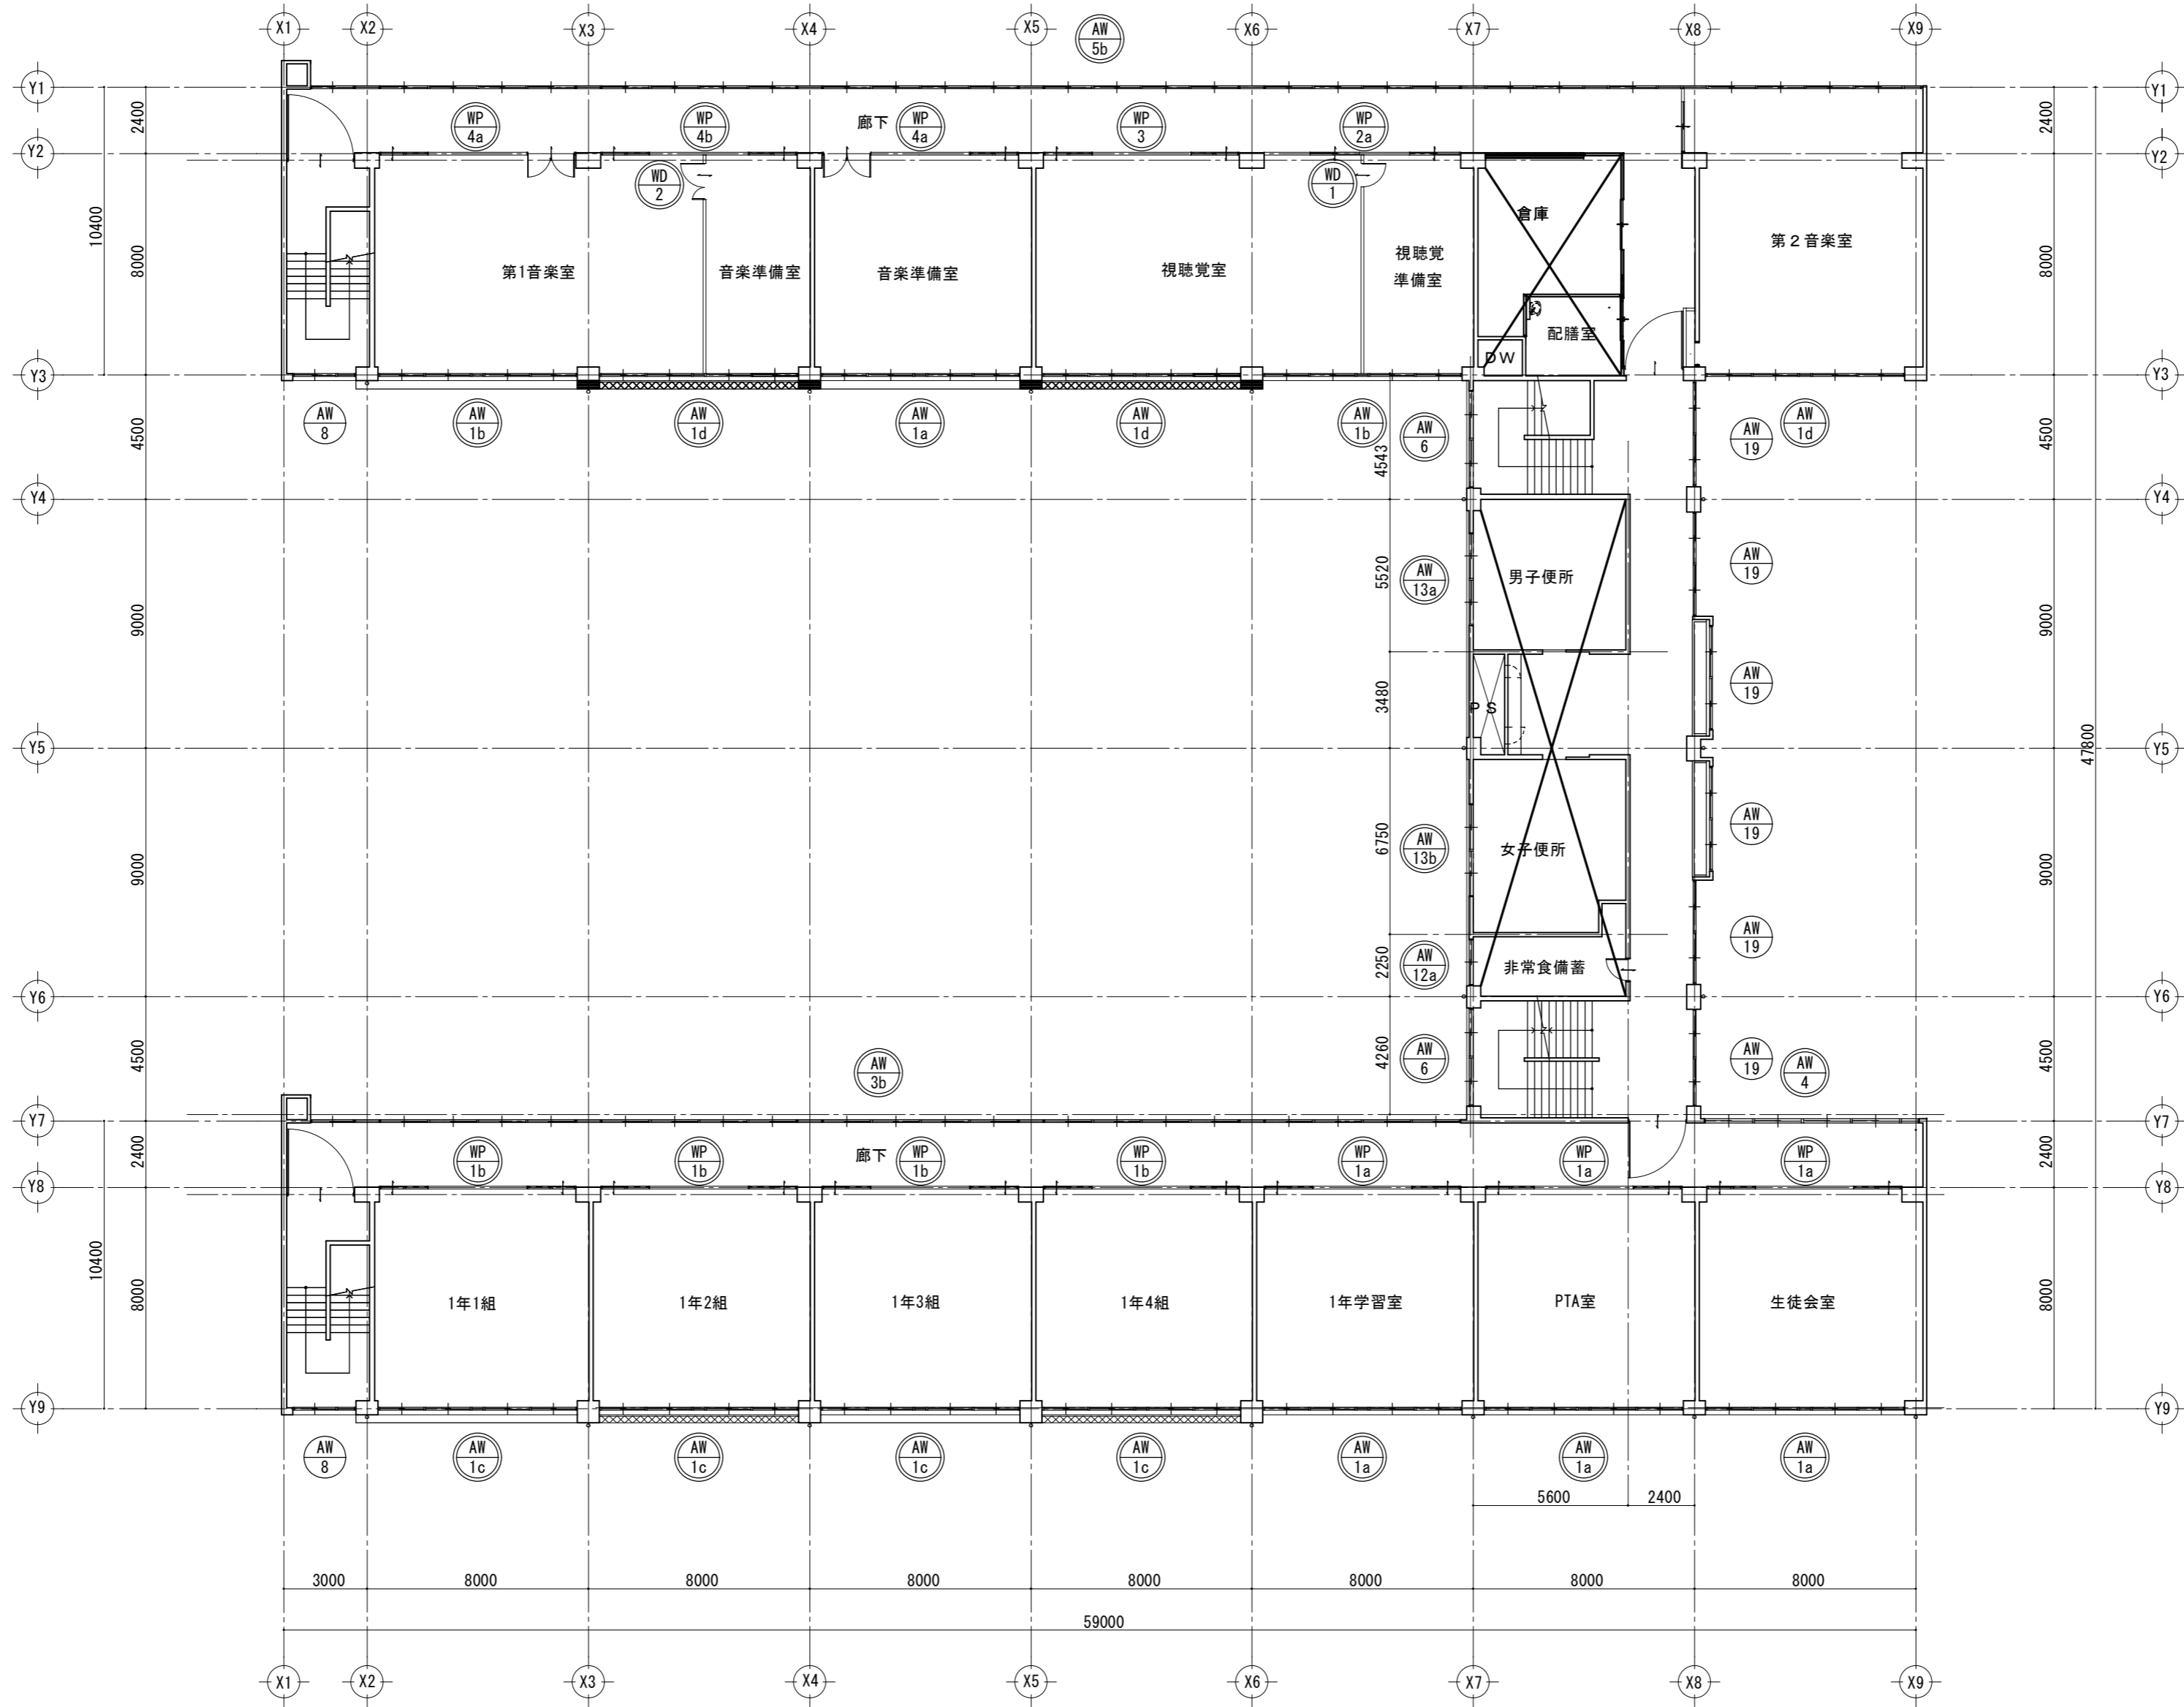 X1 X2 X3 X4 X5 X6 X7 X8 X9
AW
5b
Y1 Y1
2400 2400
WP WP 廊下 WP WP WP
4a 4b 4a 3 2a
Y2 Y2
WD WD
2 1
10400
8000 8000
倉庫
第2音楽室
第1音楽室 音楽準備室 音楽準備室 視聴覚室 視聴覚
準備室
配膳室
DW
Y3 Y3
AW AW AW AW AW AW AW AW AW
8 1b 1d 1a 1d 1b 6 19 1d
4500 4543 4500
Y4 Y4
AW AW
13a 19
男子便所
5520
9000 9000
AW
19
3480
PS
Y5 Y5
47800
AW AW
13b 19
6750
女子便所
9000 9000
AW
19
AW
12a
2250
非常食備蓄
Y6 Y6
AW AW AW AW
3b 6 19 4
4500 4260 4500
Y7 Y7
2400 2400
WP WP 廊下 WP WP WP WP WP
1b 1b 1b 1b 1a 1a 1a
Y8 Y8
10400
8000 8000
1年1組 1年2組 1年3組 1年4組 1年学習室 PTA室 生徒会室
Y9 Y9
AW AW AW AW AW AW AW AW
8 1c 1c 1c 1c 1a 1a 1a
5600 2400
3000 8000 8000 8000 8000 8000 8000 8000
59000
X1 X2 X3 X4 X5 X6 X7 X8 X9